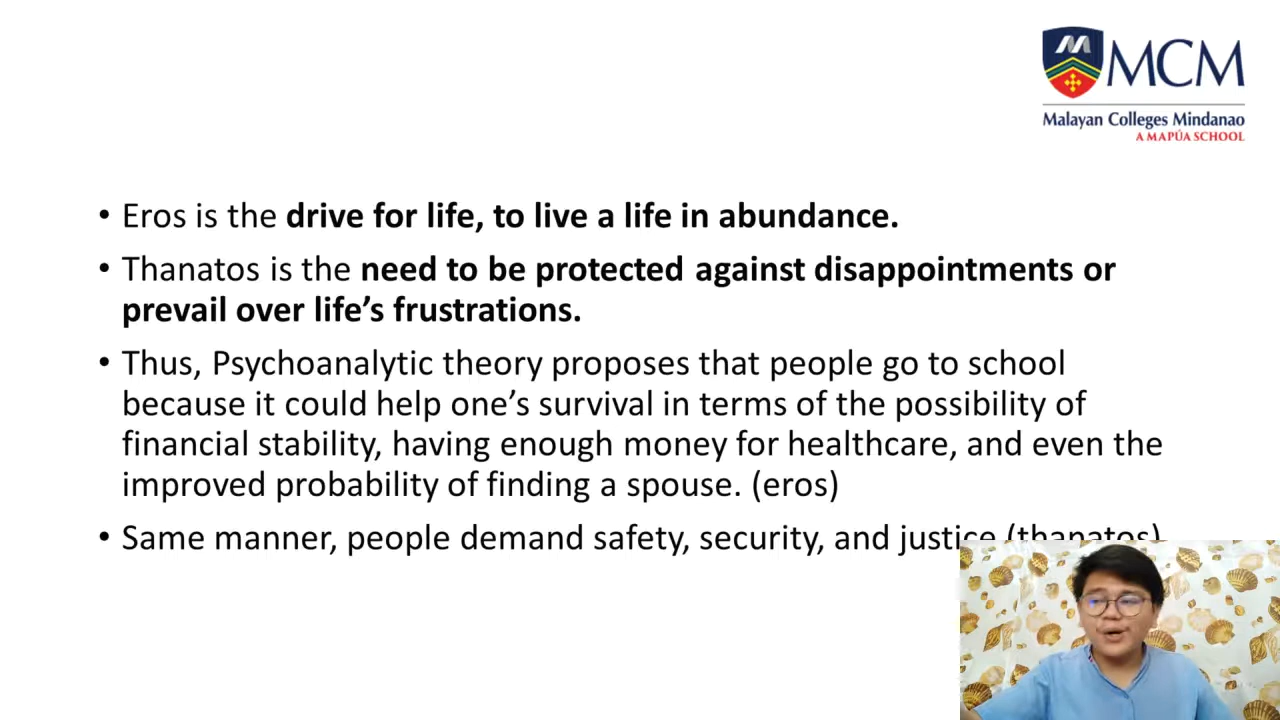 MCM
Malayan Colleges Mindanao
A MAPÚA SCHOOL
• Eros is the drive for life, to live a life in abundance.
• Thanatos is the need to be protected against disappointments or
prevail over life’s frustrations.
• Thus, Psychoanalytic theory proposes that people go to school
because it could help one’s survival in terms of the possibility of
financial stability, having enough money for healthcare, and even the
improved probability of finding a spouse. (eros)
• Same manner, people demand safety, security, and justice (thanatos)